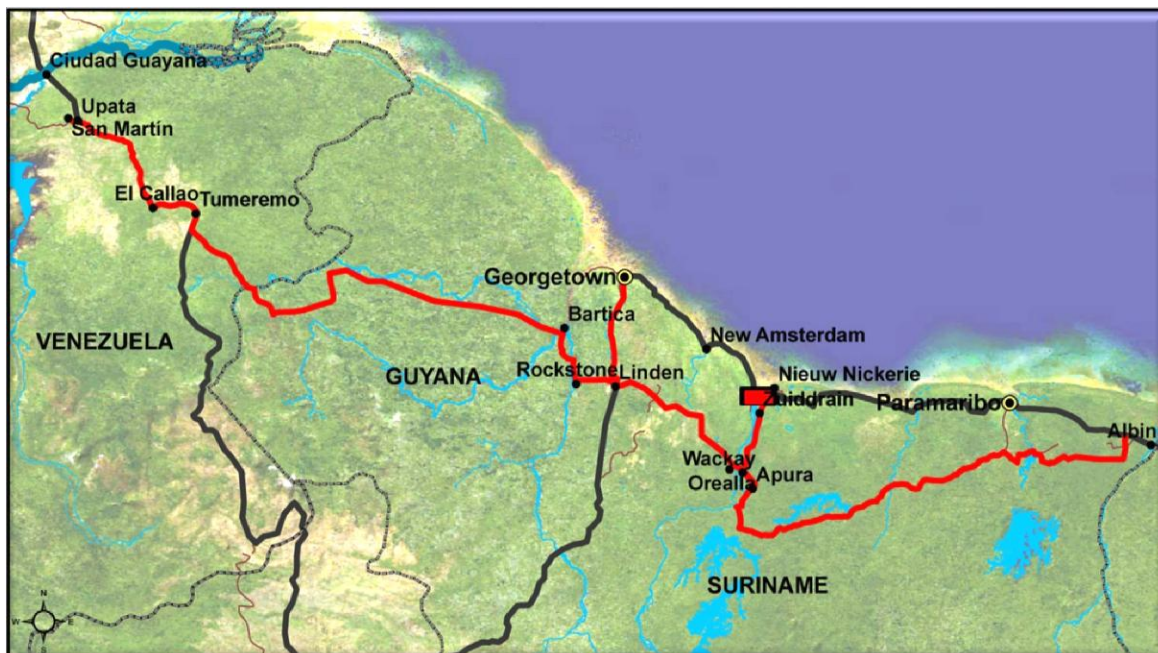 Ciudad Guayana
Upata
San Martín
El Callao
Tumeremo
Georgetown
Bartica
VENEZUELA
New Amsterdam
GUYANA
Rockstone
Linden
Nieuw Nickerie
Zuiddrain
Paramaribo
Albin
Wackay
Orealla
Apura
SURINAME
N
W
E
S